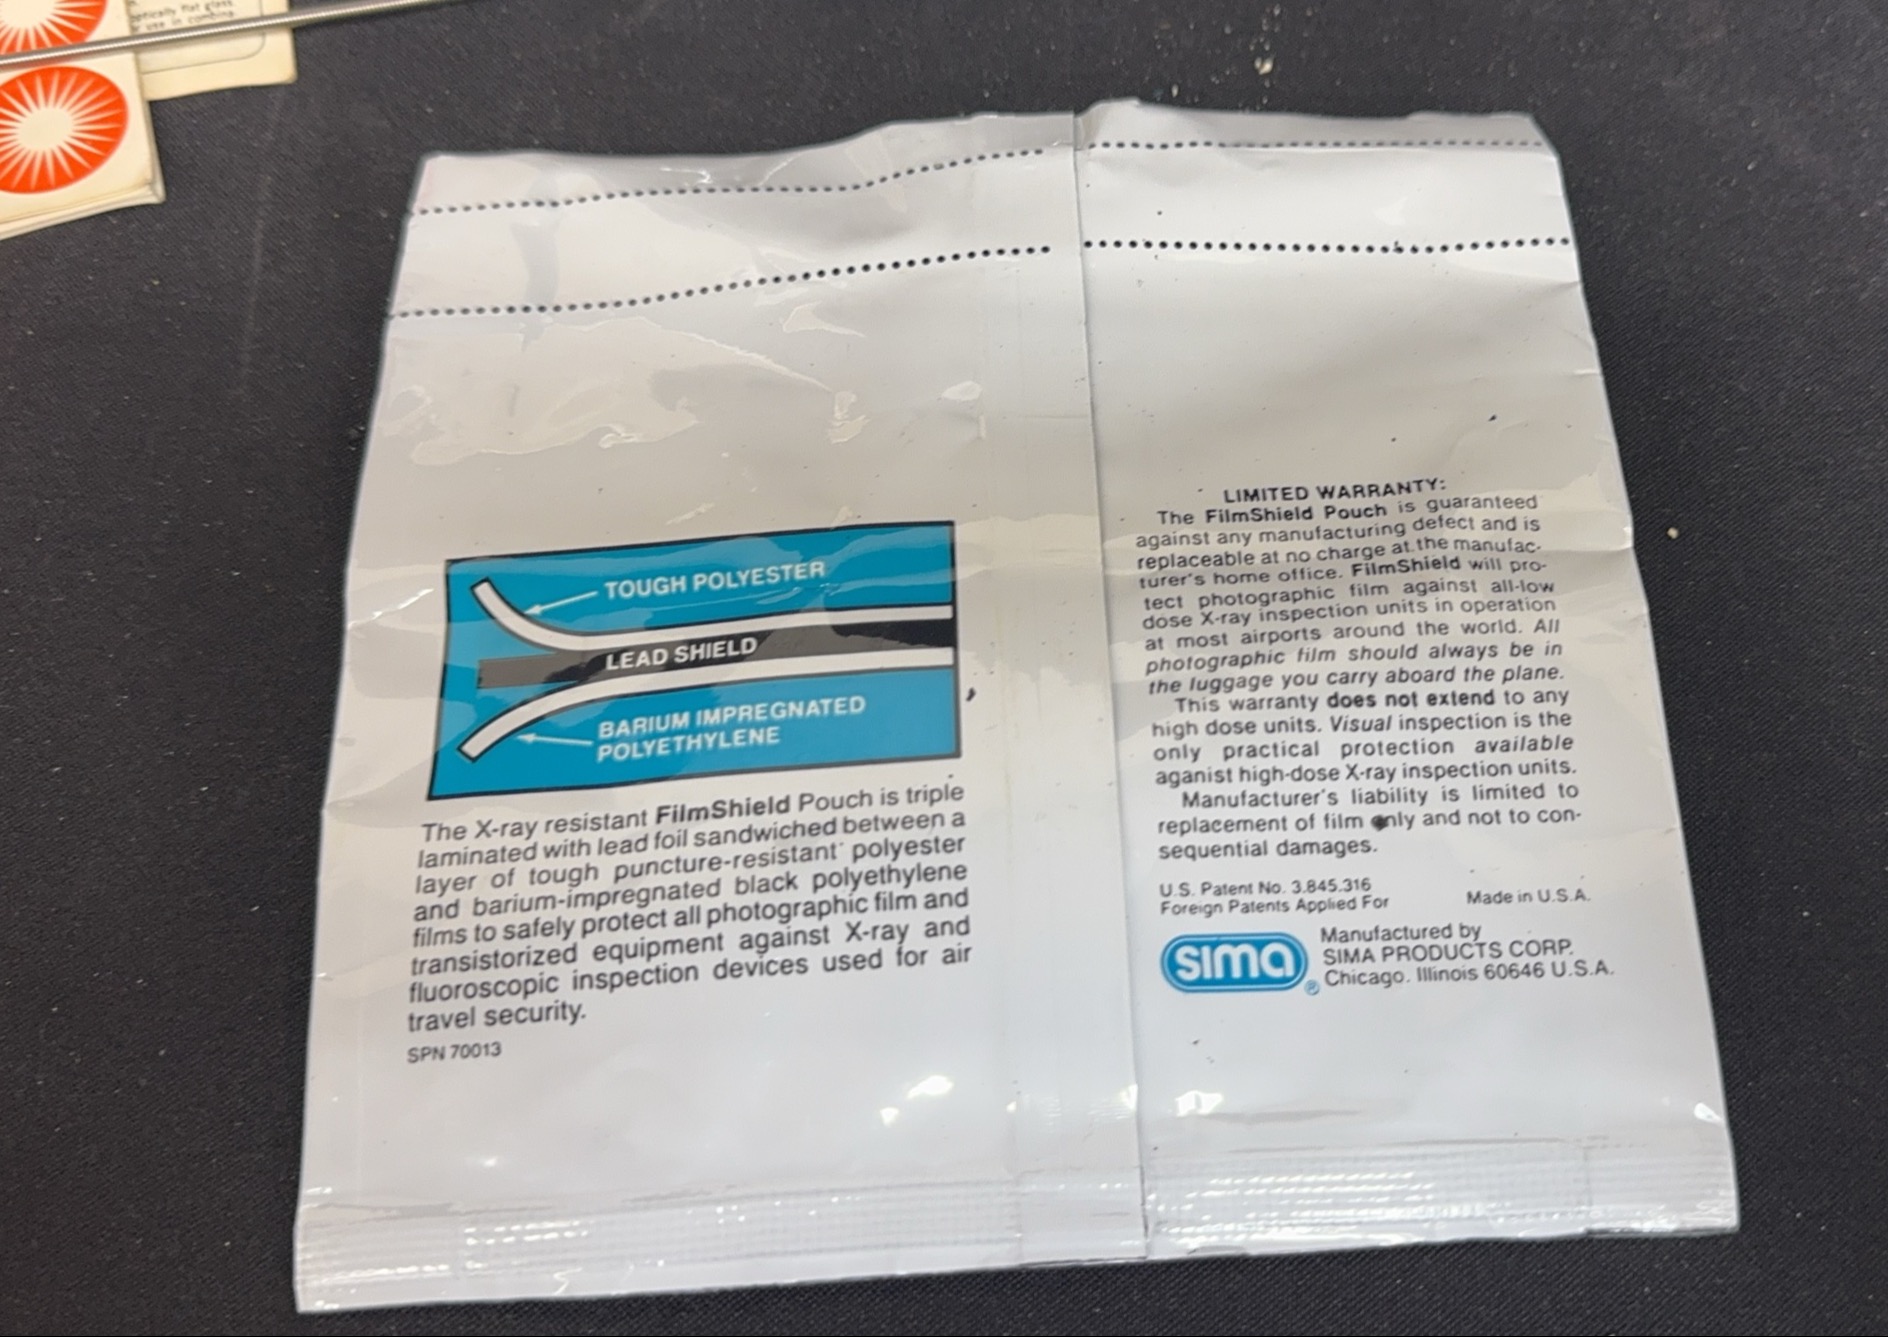 optically flat glass.
use in combina-
TOUGH POLYESTER
LEAD SHIELD
BARIUM IMPREGNATED
POLYETHYLENE
The X-ray resistant FilmShield Pouch is triple
laminated with lead foil sandwiched between a
layer of tough puncture-resistant polyester
and barium-impregnated black polyethylene
films to safely protect all photographic film and
transistorized equipment against X-ray and
fluoroscopic inspection devices used for air
travel security.
SPN 70013
LIMITED WARRANTY:
The FilmShield Pouch is guaranteed
against any manufacturing defect and is
replaceable at no charge at the manufac-
turer's home office. FilmShield will pro-
tect photographic film against all-low
dose X-ray inspection units in operation
at most airports around the world. All
photographic film should always be in
the luggage you carry aboard the plane.
This warranty does not extend to any
high dose units. Visual inspection is the
only practical protection available
aganist high-dose X-ray inspection units.
Manufacturer's liability is limited to
replacement of film only and not to con-
sequential damages.
U.S. Patent No. 3.845.316
Foreign Patents Applied For
Made in U.S.A.
sima®
Manufactured by
SIMA PRODUCTS CORP.
Chicago. Illinois 60646 U.S.A.